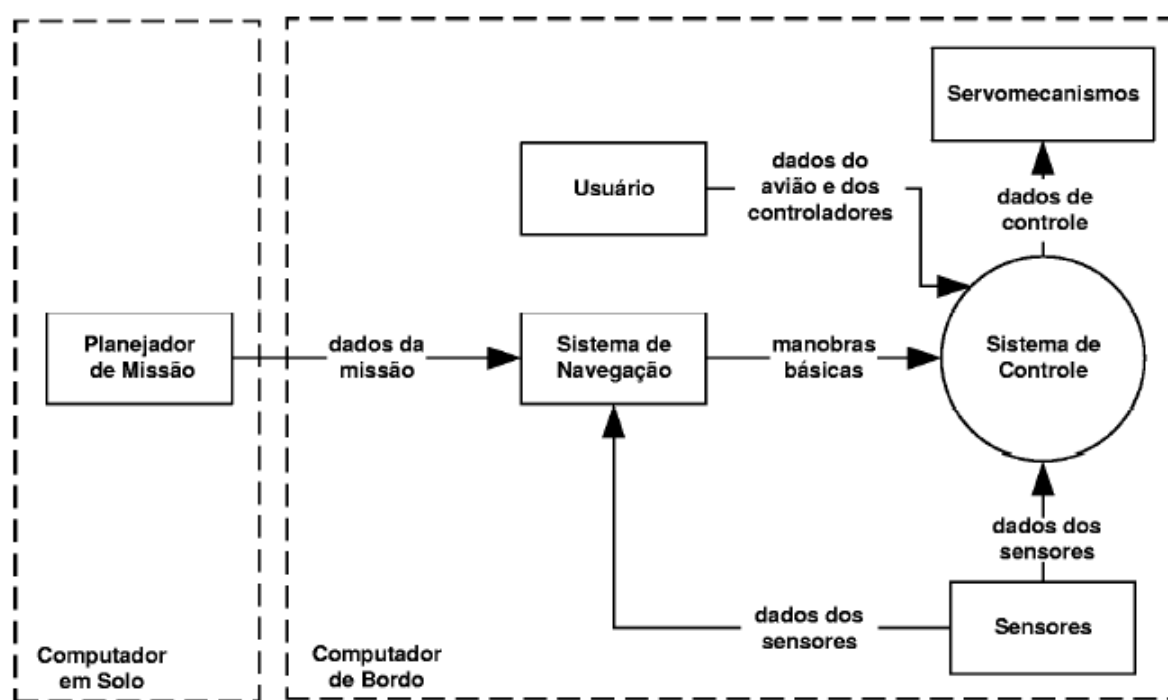 Servomecanismos
Usuário
dados do
avião e dos
controladores
dados de
controle
Planejador
de Missão
dados da
missão
Sistema de
Navegação
manobras
básicas
Sistema de
Controle
dados dos
sensores
dados dos
sensores
Sensores
Computador
em Solo
Computador
de Bordo